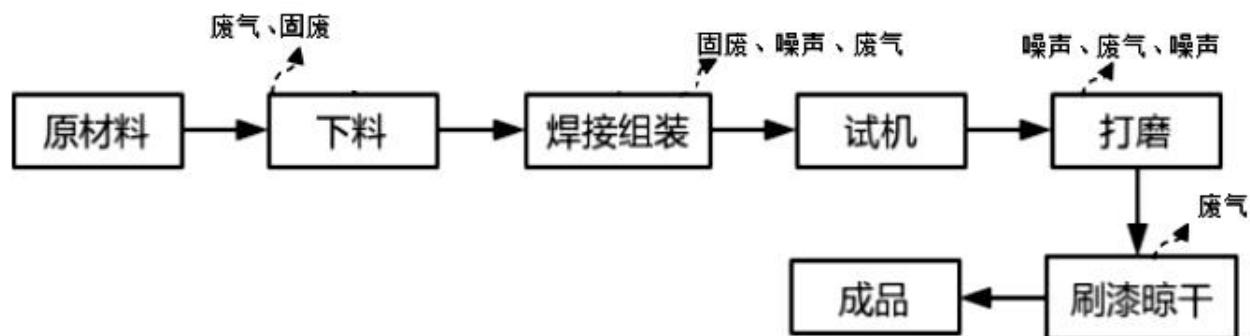 废气、固废
固废、噪声、废气
噪声、废气、噪声
原材料
下料
焊接组装
试机
打磨
废气
成品
刷漆晾干